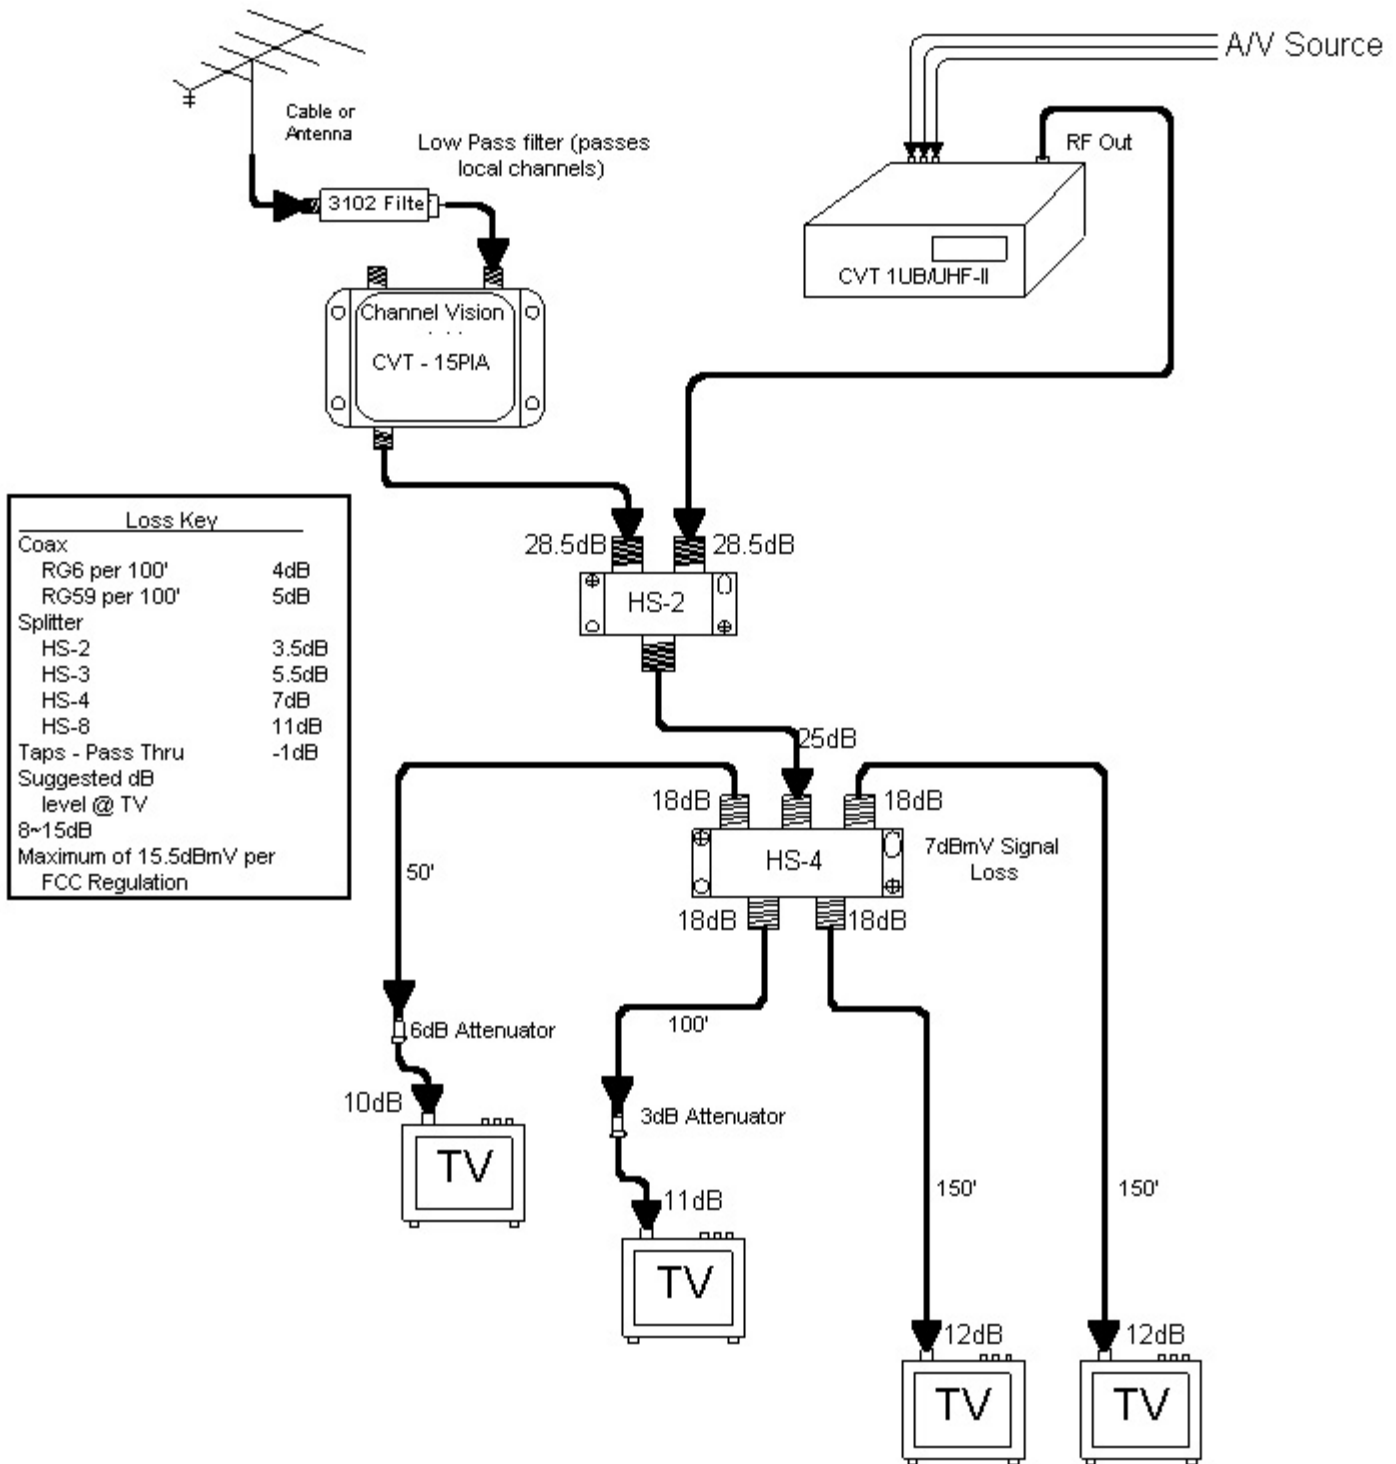 A/V Source
Cable or
Antenna
Low Pass filter (passes
local channels)
RF Out
3102 Filte
CVT 1UB/UHF-II
Channel Vision
CVT - 15PIA
Loss Key
Coax
RG6 per 100' 4dB
RG59 per 100' 5dB
Splitter
HS-2 3.5dB
HS-3 5.5dB
HS-4 7dB
HS-8 11dB
Taps - Pass Thru -1dB
Suggested dB
level @ TV
8~15dB
Maximum of 15.5dBmV per
FCC Regulation
28.5dB 28.5dB
HS-2
25dB
18dB 18dB
HS-4
7dBmV Signal
Loss
18dB 18dB
50'
100'
6dB Attenuator
10dB
TV
3dB Attenuator
11dB
TV
150' 150'
12dB 12dB
TV TV